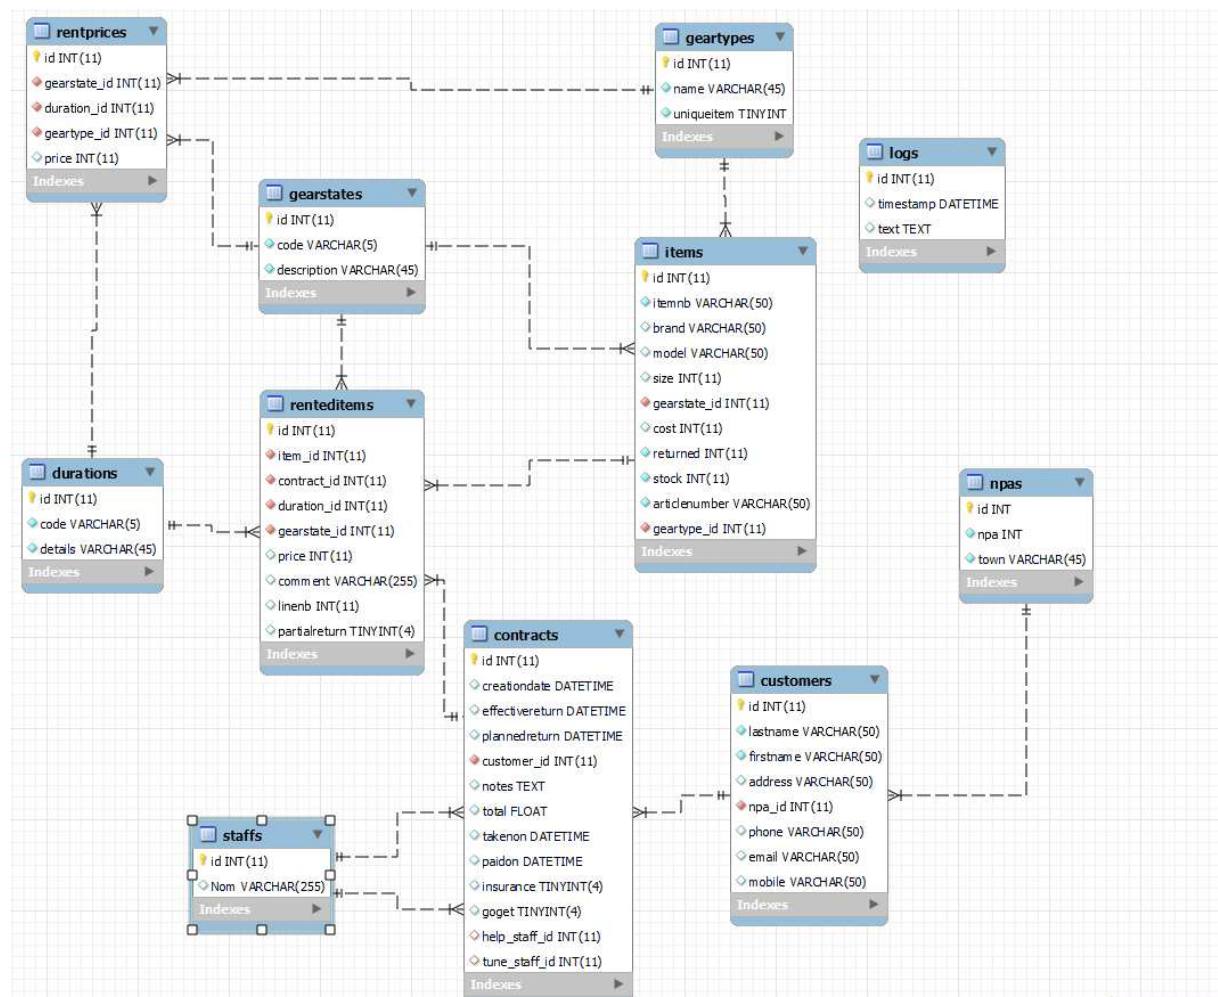 rentprices
id INT(11)
gearstate_id INT(11)
duration_id INT(11)
geartype_id INT(11)
price INT(11)
Indexes
geartypes
id INT(11)
name VARCHAR(45)
uniqueitem TINYINT
Indexes
logs
id INT(11)
timestamp DATETIME
text TEXT
Indexes
gearstates
id INT(11)
code VARCHAR(5)
description VARCHAR(45)
Indexes
items
id INT(11)
itemnb VARCHAR(50)
brand VARCHAR(50)
model VARCHAR(50)
size INT(11)
gearstate_id INT(11)
cost INT(11)
returned INT(11)
stock INT(11)
articlenumber VARCHAR(50)
geartype_id INT(11)
Indexes
renteditems
id INT(11)
item_id INT(11)
contract_id INT(11)
duration_id INT(11)
gearstate_id INT(11)
price INT(11)
comment VARCHAR(255)
linenb INT(11)
partialreturn TINYINT(4)
Indexes
durations
id INT(11)
code VARCHAR(5)
details VARCHAR(45)
Indexes
npas
id INT
npa INT
town VARCHAR(45)
Indexes
contracts
id INT(11)
creationdate DATETIME
effectivereturn DATETIME
plannedreturn DATETIME
customer_id INT(11)
notes TEXT
total FLOAT
takenon DATETIME
paidon DATETIME
insurance TINYINT(4)
goget TINYINT(4)
help_staff_id INT(11)
tune_staff_id INT(11)
Indexes
customers
id INT(11)
lastname VARCHAR(50)
firstname VARCHAR(50)
address VARCHAR(50)
npa_id INT(11)
phone VARCHAR(50)
email VARCHAR(50)
mobile VARCHAR(50)
Indexes
staffs
id INT(11)
Nom VARCHAR(255)
Indexes